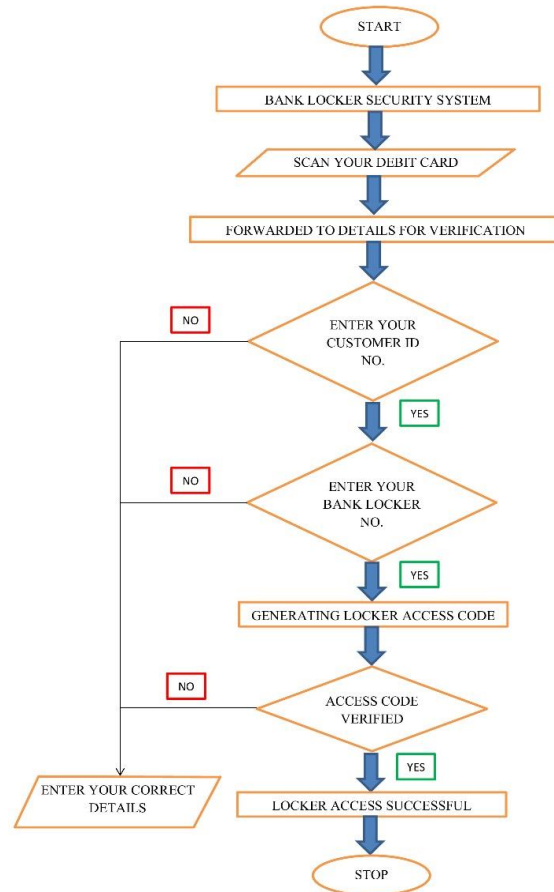 START
BANK LOCKER SECURITY SYSTEM
SCAN YOUR DEBIT CARD
FORWARDED TO DETAILS FOR VERIFICATION
NO
ENTER YOUR
CUSTOMER ID
NO.
YES
NO
ENTER YOUR
BANK LOCKER
NO.
YES
GENERATING LOCKER ACCESS CODE
NO
ACCESS CODE
VERIFIED
YES
ENTER YOUR CORRECT
DETAILS
LOCKER ACCESS SUCCESSFUL
STOP